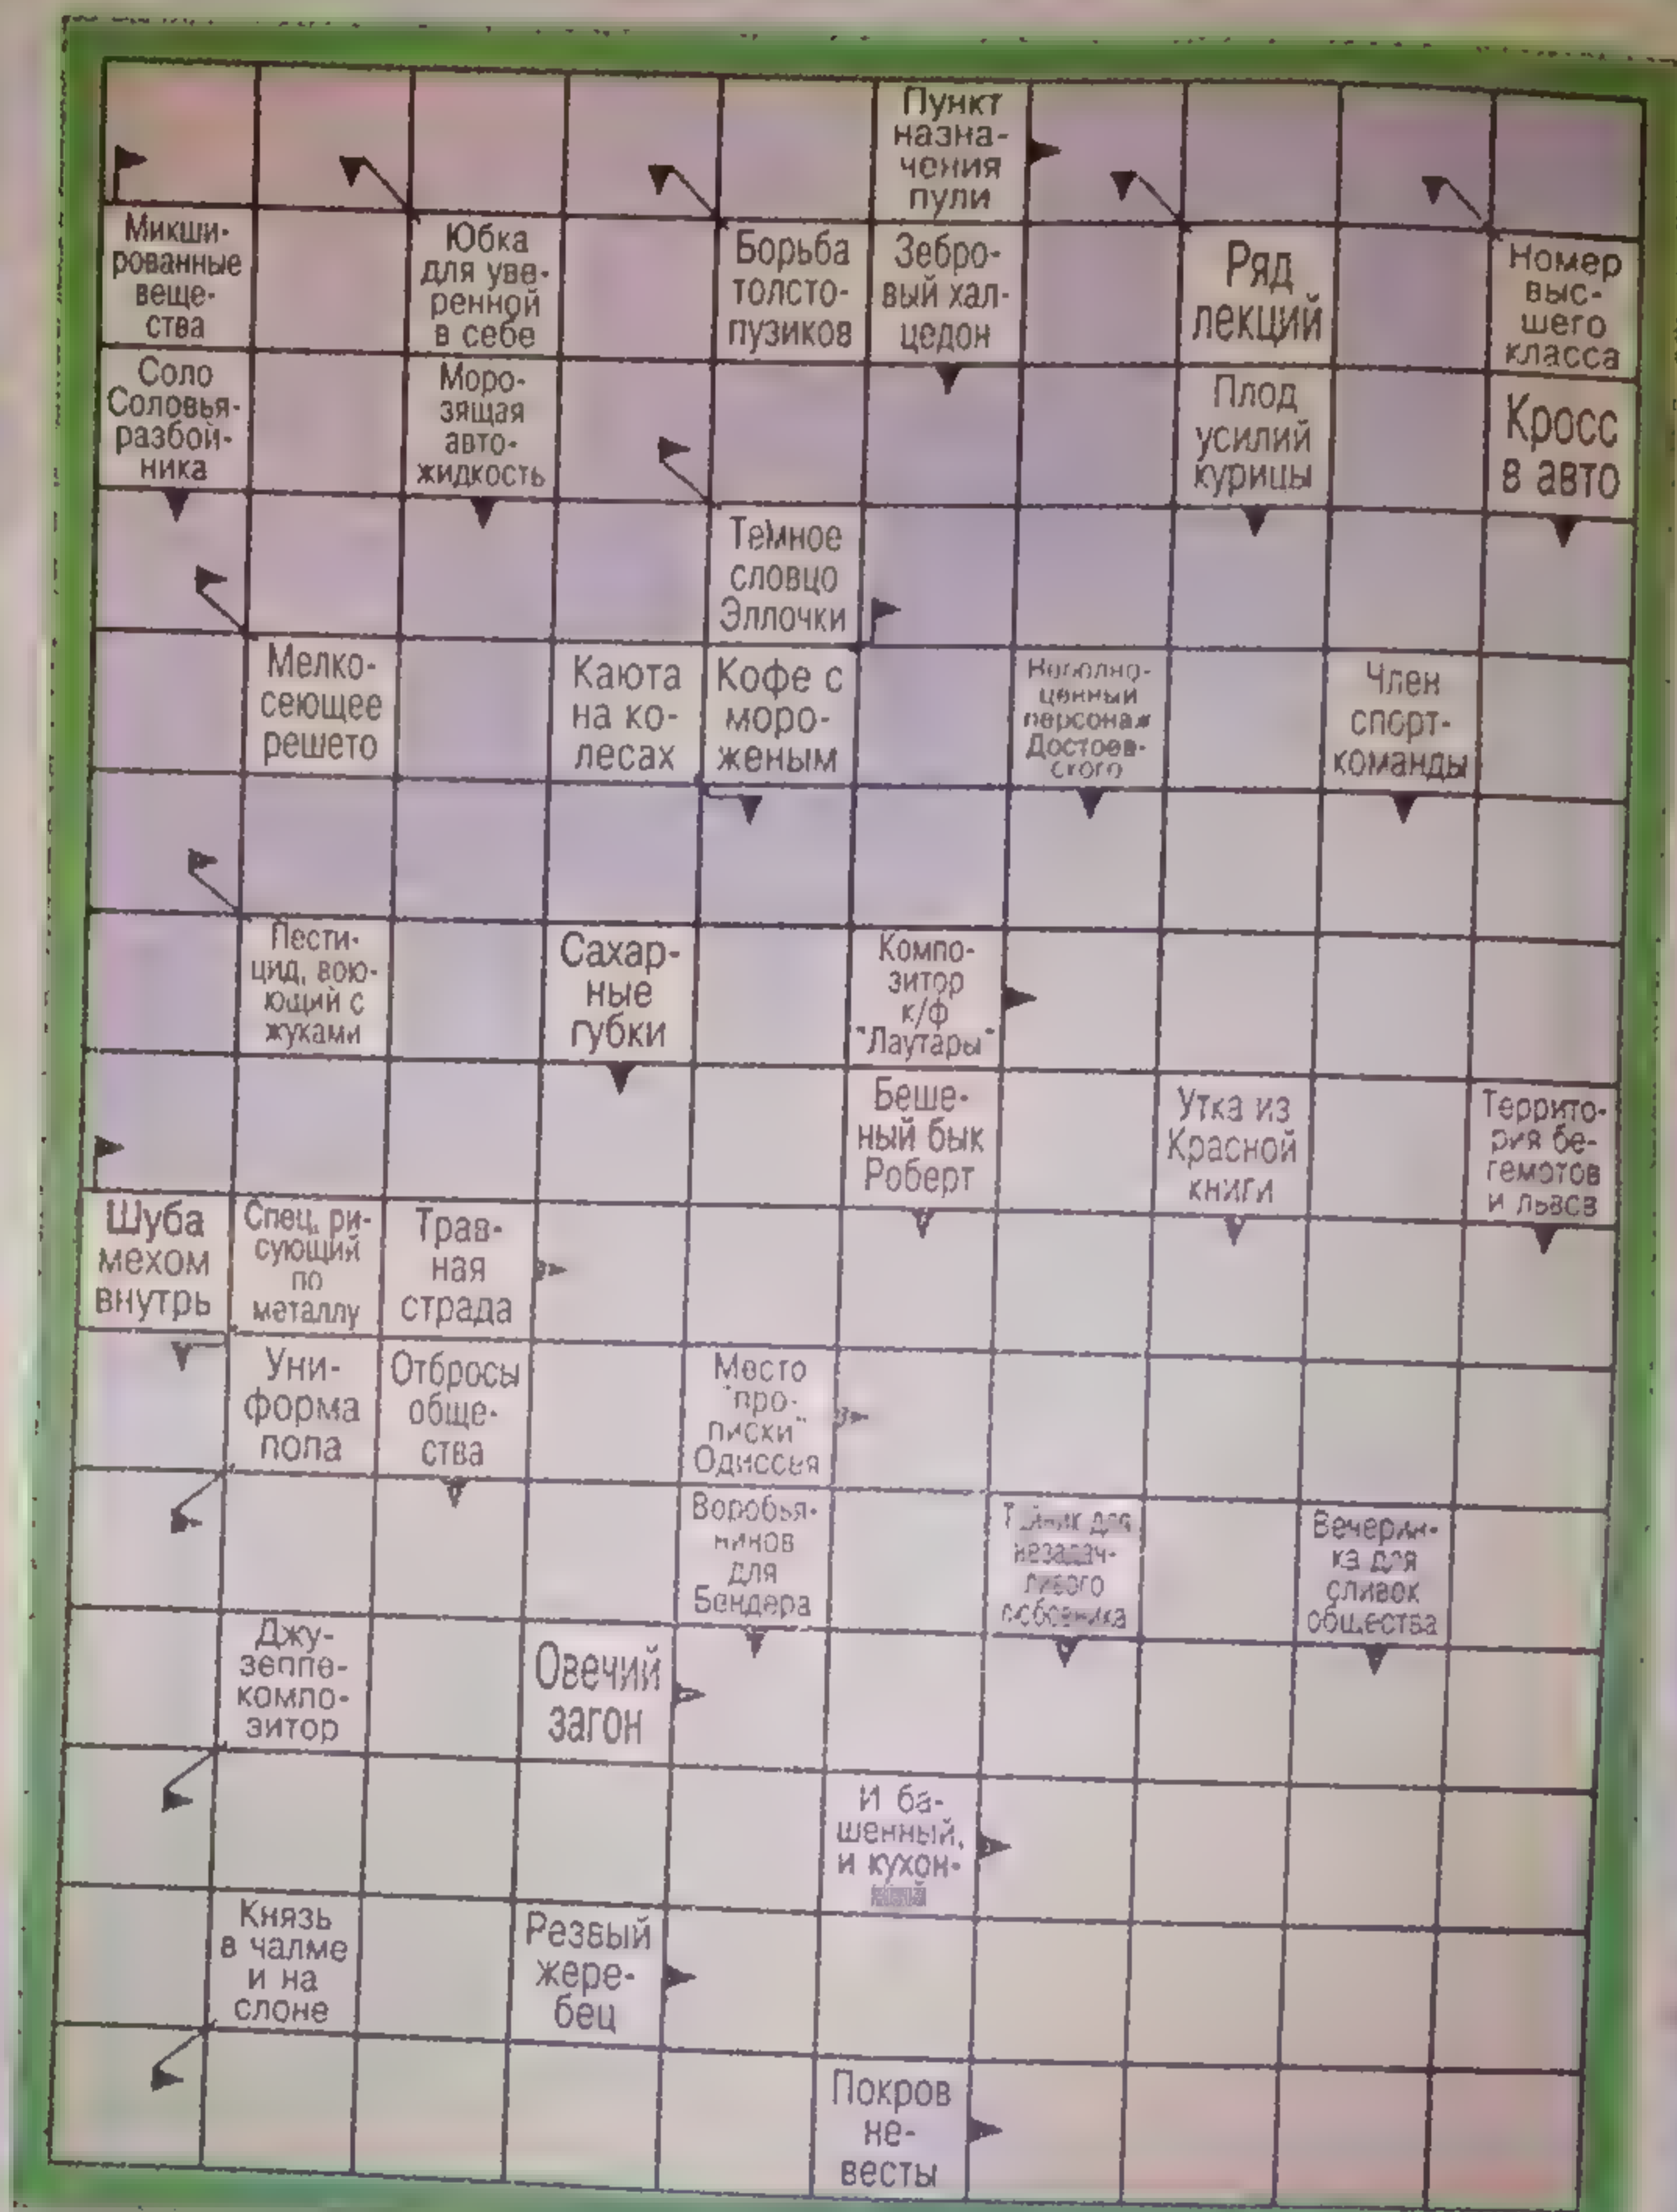 Пункт
назна-
чения
пули
Микши-
рованные
веще-
ства
Юбка
для уве-
ренной
в себе
Борьба
толсто-
пузиков
Зебро-
вый хал-
цедон
Ряд
лекций
Номер
выс-
шего
класса
Соло
Соловья-
разбой-
ника
Моро-
зящая
авто-
жидкость
Плод
усилий
курицы
Кросс
в авто
Темное
словцо
Эллочки
Мелко-
сеющее
решето
Каюта
на ко-
лесах
Кофе с
моро-
женым
Неполно-
ценный
персонаж
Достоев-
ского
Член
спорт-
команды
Пести-
цид, вою-
ющий с
жуками
Сахар-
ные
губки
Компо-
зитор
к/ф
"Лаутары"
Беше-
ный бык
Роберт
Утка из
Красной
книги
Террито-
рия бе-
гемотов
и львов
Шуба
мехом
внутрь
Спец, ри-
сующий
по
металлу
Трав-
ная
страда
Уни-
форма
попа
Отбросы
обще-
ства
Место
"про-
писки"
Одиссея
Воробья-
нинов
для
Бендера
для
незадач-
ливого
любовника
Вечерин-
ка для
сливок
общества
Джу-
зеппе-
компо-
зитор
Овечий
загон
И ба-
шенный,
и кухон-
Князь
в чалме
и на
слоне
Резвый
жере-
бец
Покров
не-
весты